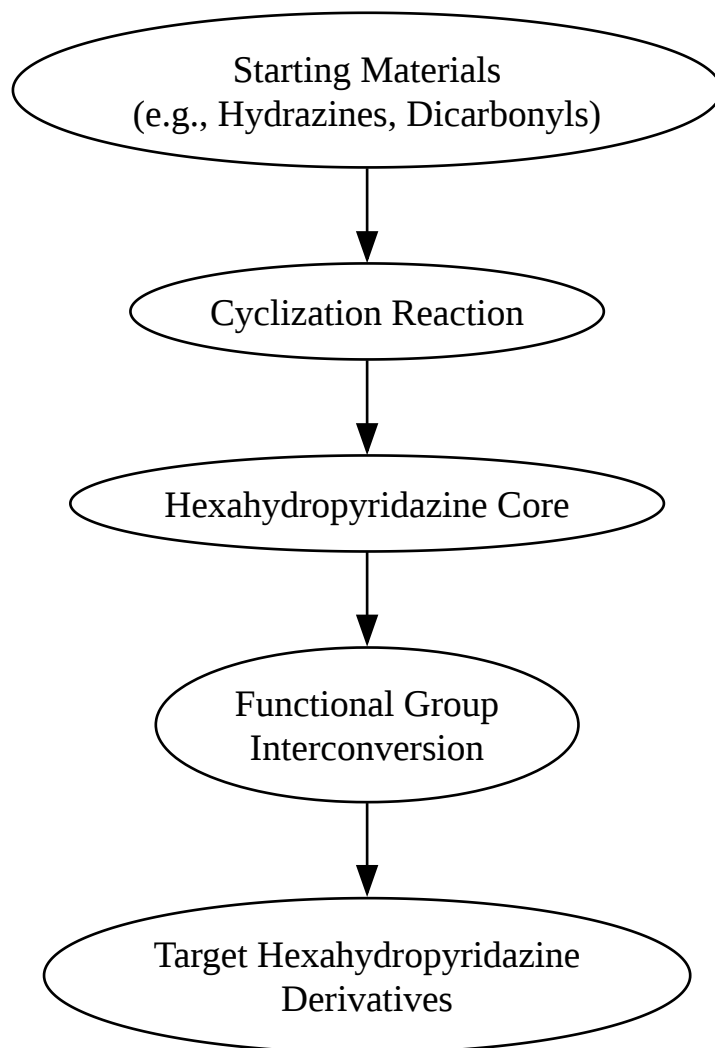 Starting Materials
(e.g., Hydrazines, Dicarbonyls)
Cyclization Reaction
Hexahydropyridazine Core
Functional Group
Interconversion
Target Hexahydropyridazine
Derivatives